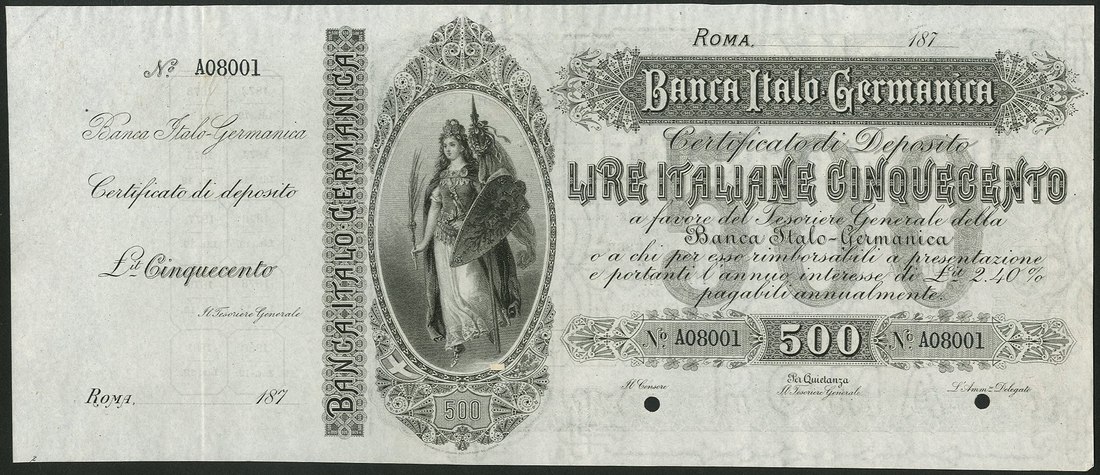 No A08001
Banca Italo-Germanica
Certificato di deposito
£it Cinquecento
Il Tesoriere Generale
Roma, 187
BANCA ITALO-GERMANICA
500
Roma, 187
Banca Italo Germanica
Certificato di Deposito
LIRE ITALIANE CINQUECENTO
a favore del Tesoriere Generale della
Banca Italo-Germanica
o a chi per esso rimborsabili a presentazione
e portanti l'annuo interesse di £it 2.40%
pagabili annualmente.
500
No A08001 500 No A08001
Il Censore
Per Quietanza
Il Tesoriere Generale
L'Ammre Delegato